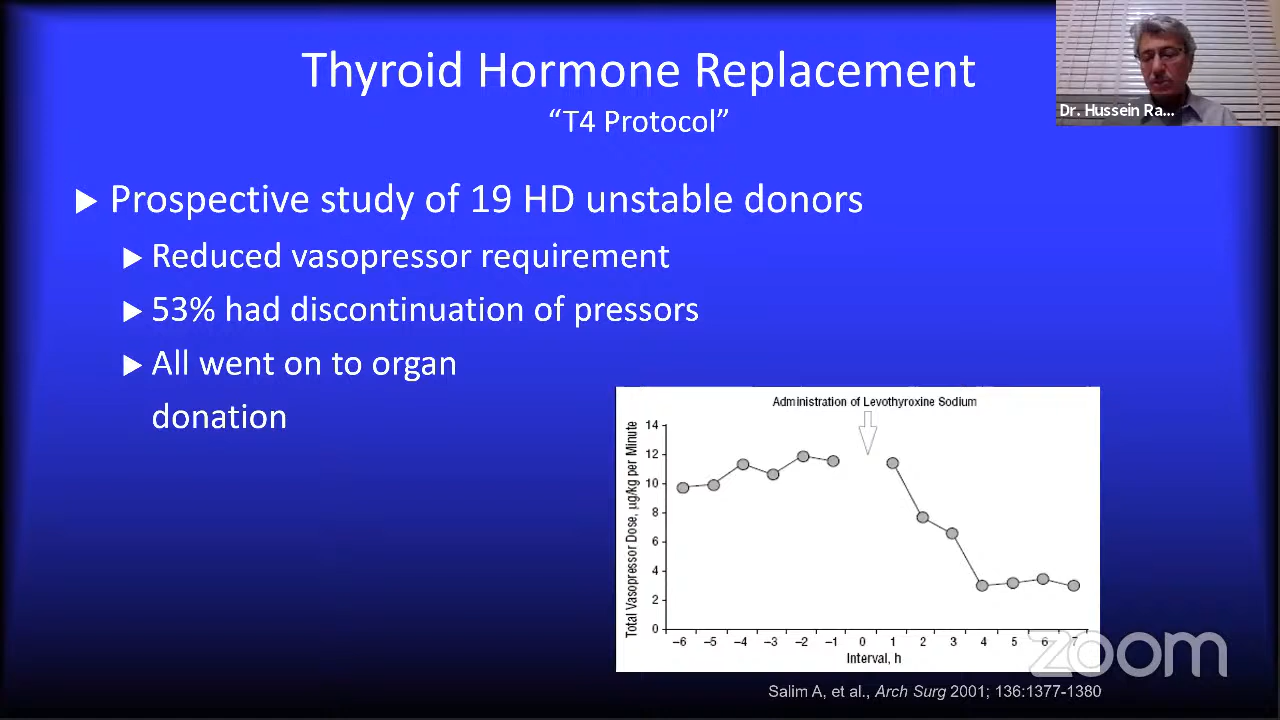 Thyroid Hormone Replacement
“T4 Protocol”
Dr. Hussein Ra...
Prospective study of 19 HD unstable donors
Reduced vasopressor requirement
53% had discontinuation of pressors
All went on to organ
donation
Administration of Levothyroxine Sodium
Total Vasopressor Dose, µg/kg per Minute
14
12
10
8
6
4
2
0
–6 –5 –4 –3 –2 –1 0 1 2 3 4 5 6 7
Interval, h
zoom
Salim A, et al., Arch Surg 2001; 136:1377-1380